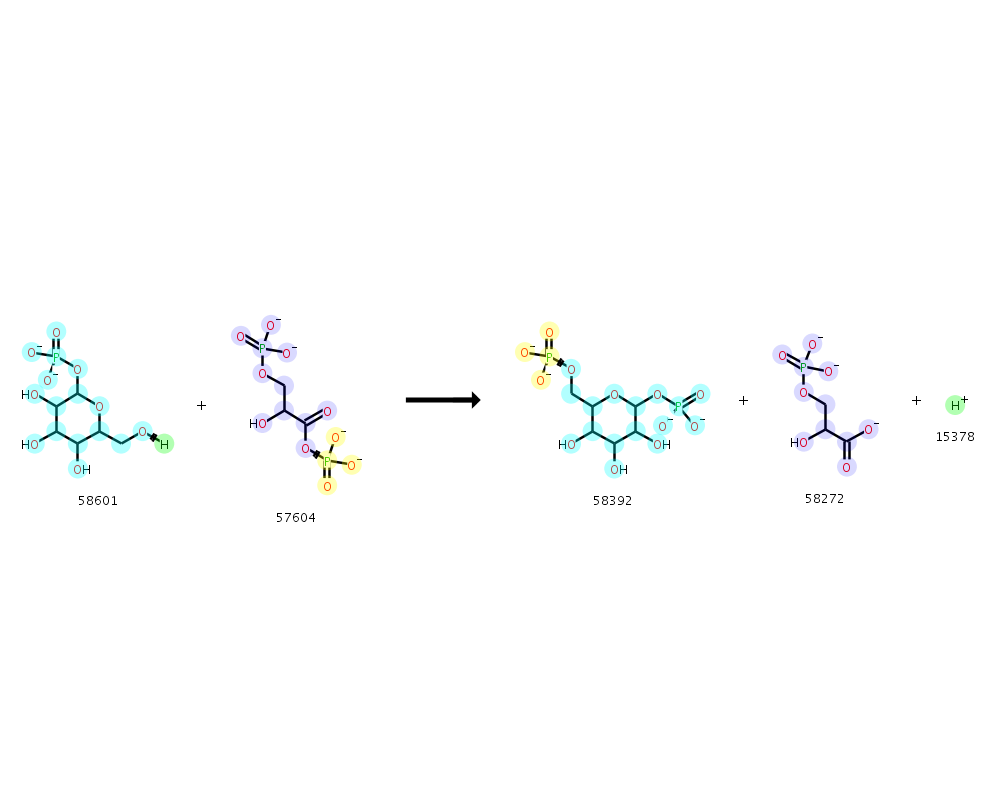 O
O⁻ P O
O⁻
HO O
HO O H
OH
58601
+
O O⁻
P O⁻
O
HO O
O O⁻
P O⁻
O
57604
O
O⁻ P O
O⁻
O O O
P
O⁻ O⁻
HO OH
OH
58392
+
O O⁻
P O⁻
O
HO O⁻
O
58272
+
H⁺
15378